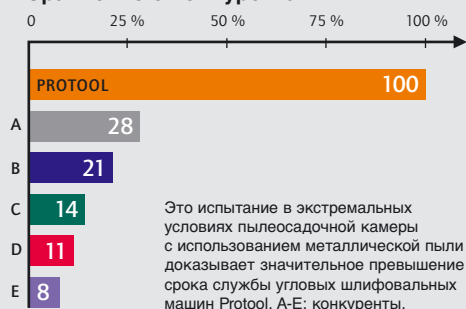 0 25 % 50 % 75 % 100 %
PROTOOL 100
A 28
B 21
C 14
D 11
E 8
Это испытание в экстремальных
условиях пылеосадочной камеры
с использованием металлической пыли
доказывает значительное превышение
срока службы угловых шлифовальных
машин Protool. А-Е: конкуренты.